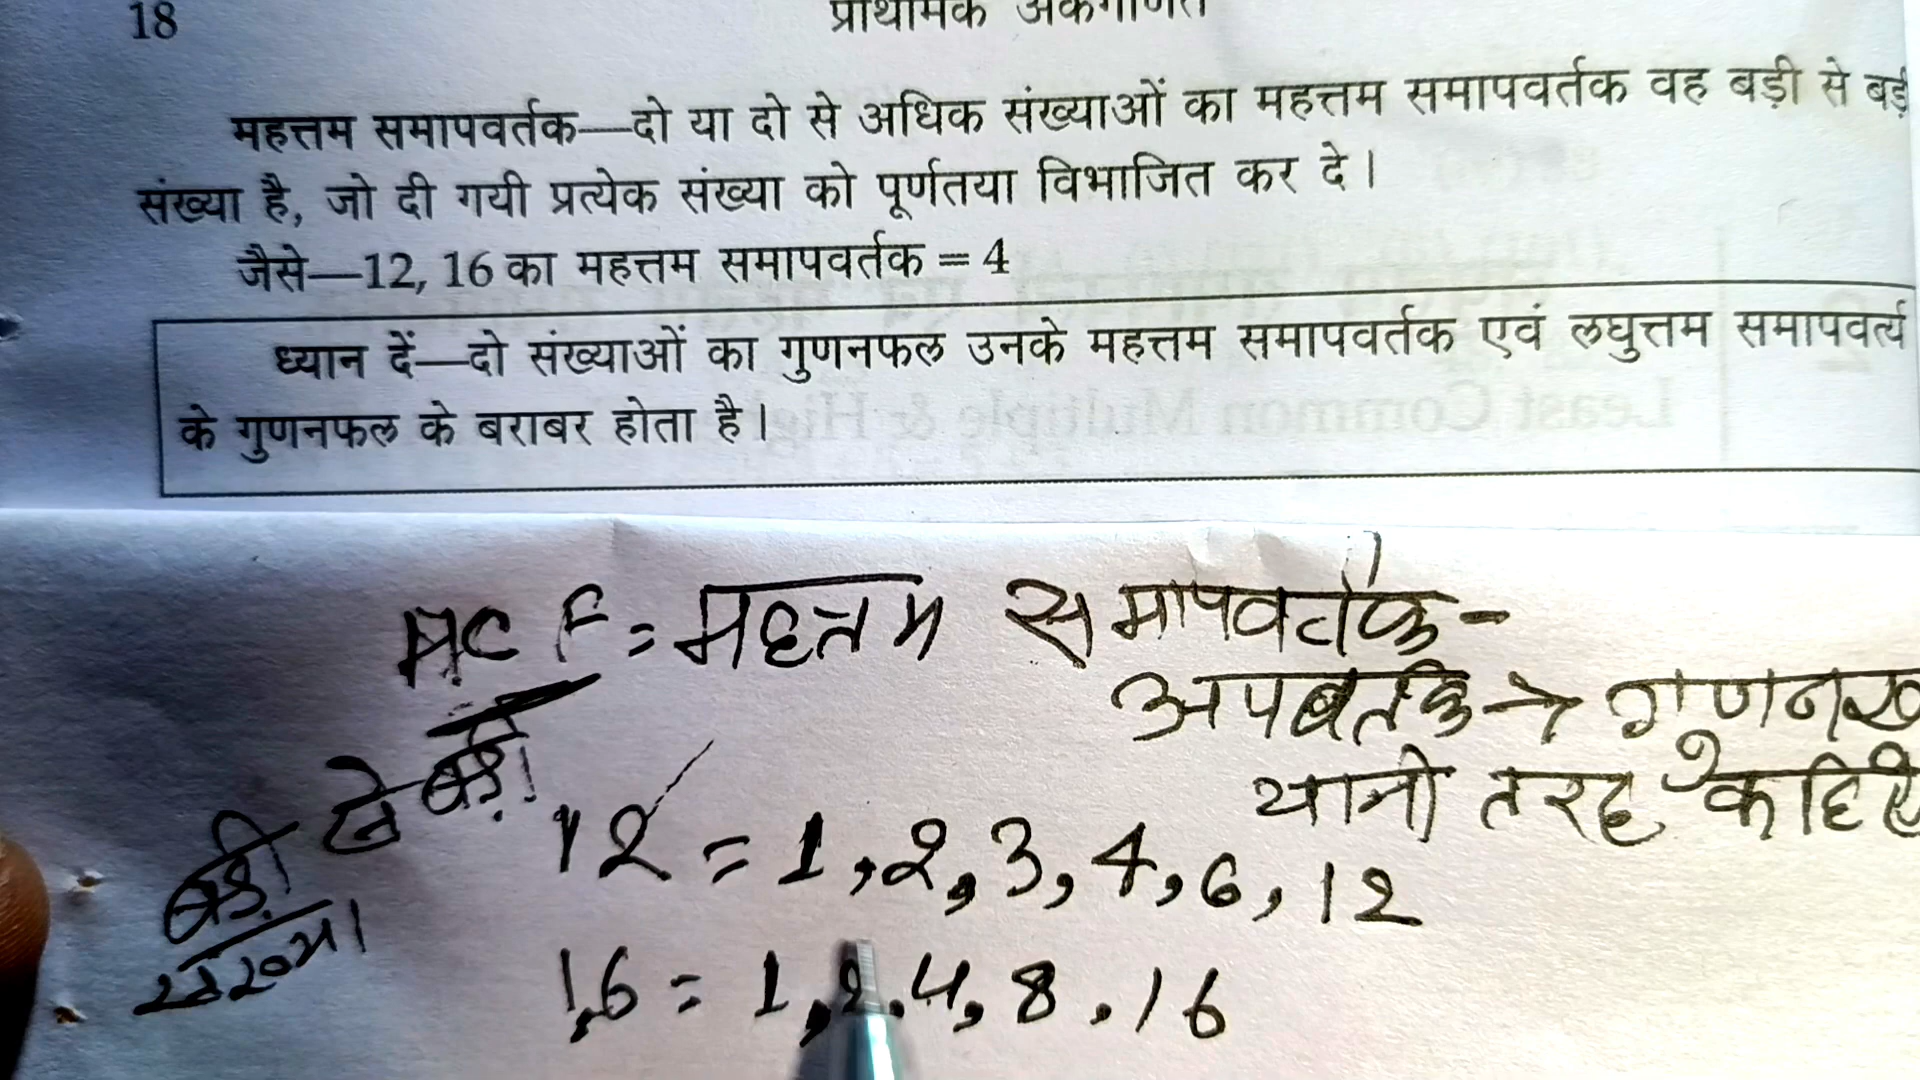 18
प्राथमिक अंकगणित
महत्तम समापवर्तक—दो या दो से अधिक संख्याओं का महत्तम समापवर्तक वह बड़ी से बड़ी
संख्या है, जो दी गयी प्रत्येक संख्या को पूर्णतया विभाजित कर दे।
जैसे—12, 16 का महत्तम समापवर्तक = 4
ध्यान दें—दो संख्याओं का गुणनफल उनके महत्तम समापवर्तक एवं लघुत्तम समापवर्त्य
के गुणनफल के बराबर होता है।
HCF = महत्तम समापवर्तक -
अपबर्तक → गुणनख
यानी तरह कहिए
बड़ी से बड़ी
संख्या
12 = 1, 2, 3, 4, 6, 12
16 = 1, 2, 4, 8, 16